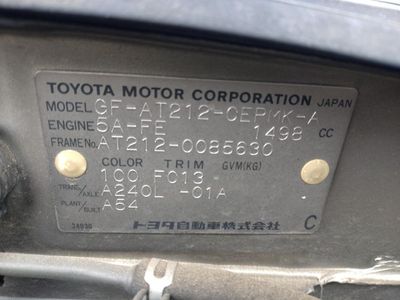 TOYOTA MOTOR CORPORATION JAPAN
MODEL GF-AT212-CEPMK-A
ENGINE 5A-FE 1498 CC
FRAME No. AT212-0085630
COLOR TRIM GVM(KG)
1C0 FC13
TRANS./AXLE A240L -01A
PLANT/BUILT A54
トヨタ自動車株式会社 C